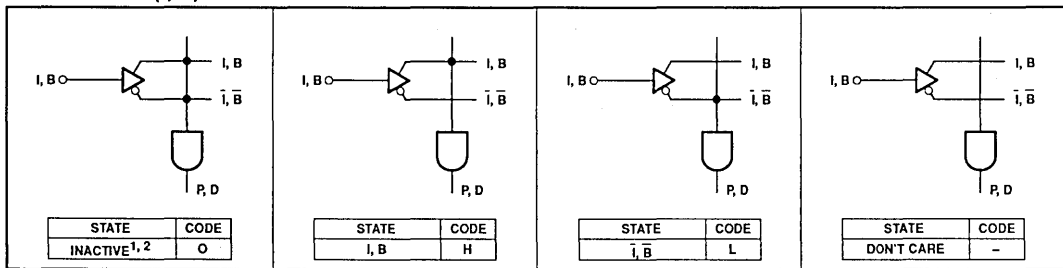 I, B
I, B
I̅, B̅
P, D
STATE CODE
INACTIVE1, 2 O
I, B
I, B
I̅, B̅
P, D
STATE CODE
I, B H
I, B
I, B
I̅, B̅
P, D
STATE CODE
I̅, B̅ L
I, B
I, B
I̅, B̅
P, D
STATE CODE
DON'T CARE –